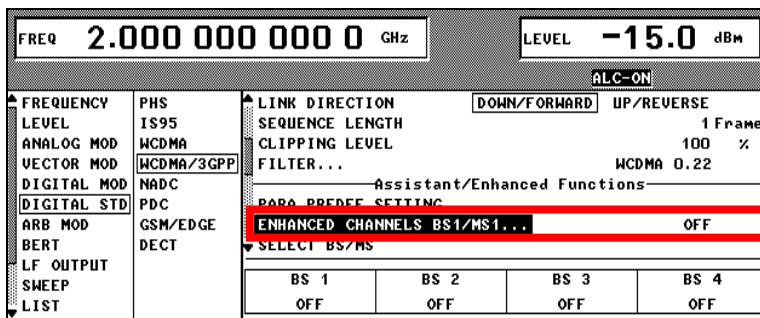 FREQ 2.000 000 000 0 GHz LEVEL -15.0 dBm
ALC-ON
FREQUENCY PHS LINK DIRECTION DOWN/FORWARD UP/REVERSE
LEVEL IS95 SEQUENCE LENGTH 1 Frame
ANALOG MOD WCDMA CLIPPING LEVEL 100 %
VECTOR MOD WCDMA/3GPP FILTER... WCDMA 0.22
DIGITAL MOD NADC Assistant/Enhanced Functions
DIGITAL STD PDC PARA PREDEF SETTING
ARB MOD GSM/EDGE ENHANCED CHANNELS BS1/MS1... OFF
BERT DECT SELECT BS/MS
LF OUTPUT
SWEEP BS 1 BS 2 BS 3 BS 4
LIST OFF OFF OFF OFF